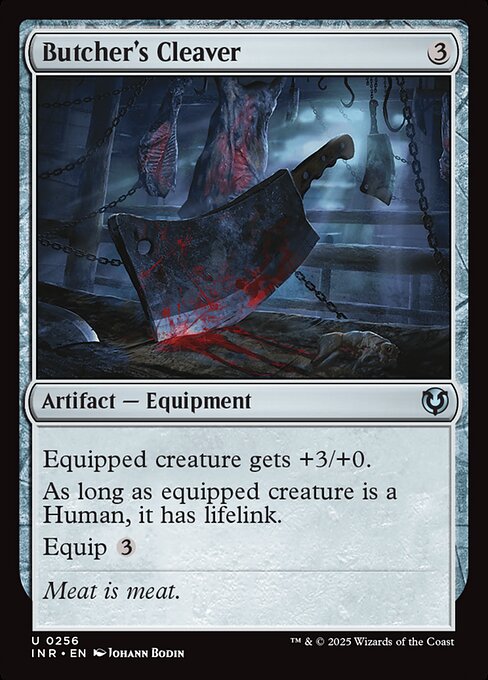 Butcher's Cleaver 3
Artifact — Equipment
Equipped creature gets +3/+0.
As long as equipped creature is a
Human, it has lifelink.
Equip 3
Meat is meat.
U 0256
INR • EN Johann Bodin
™ & © 2025 Wizards of the Coast